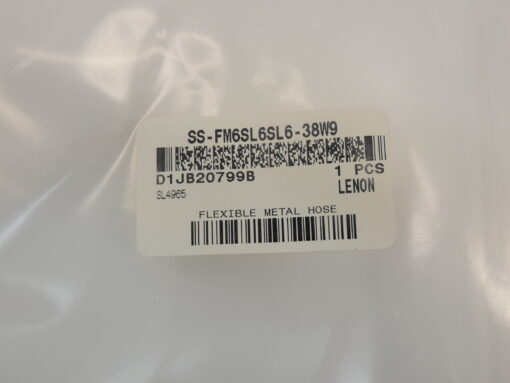 SS-FM6SL6SL6-38W9
D1JB20799B 1 PCS
SL4965 LENON
FLEXIBLE METAL HOSE